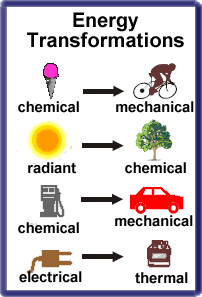 Energy
Transformations
chemical mechanical
radiant chemical
chemical mechanical
electrical thermal